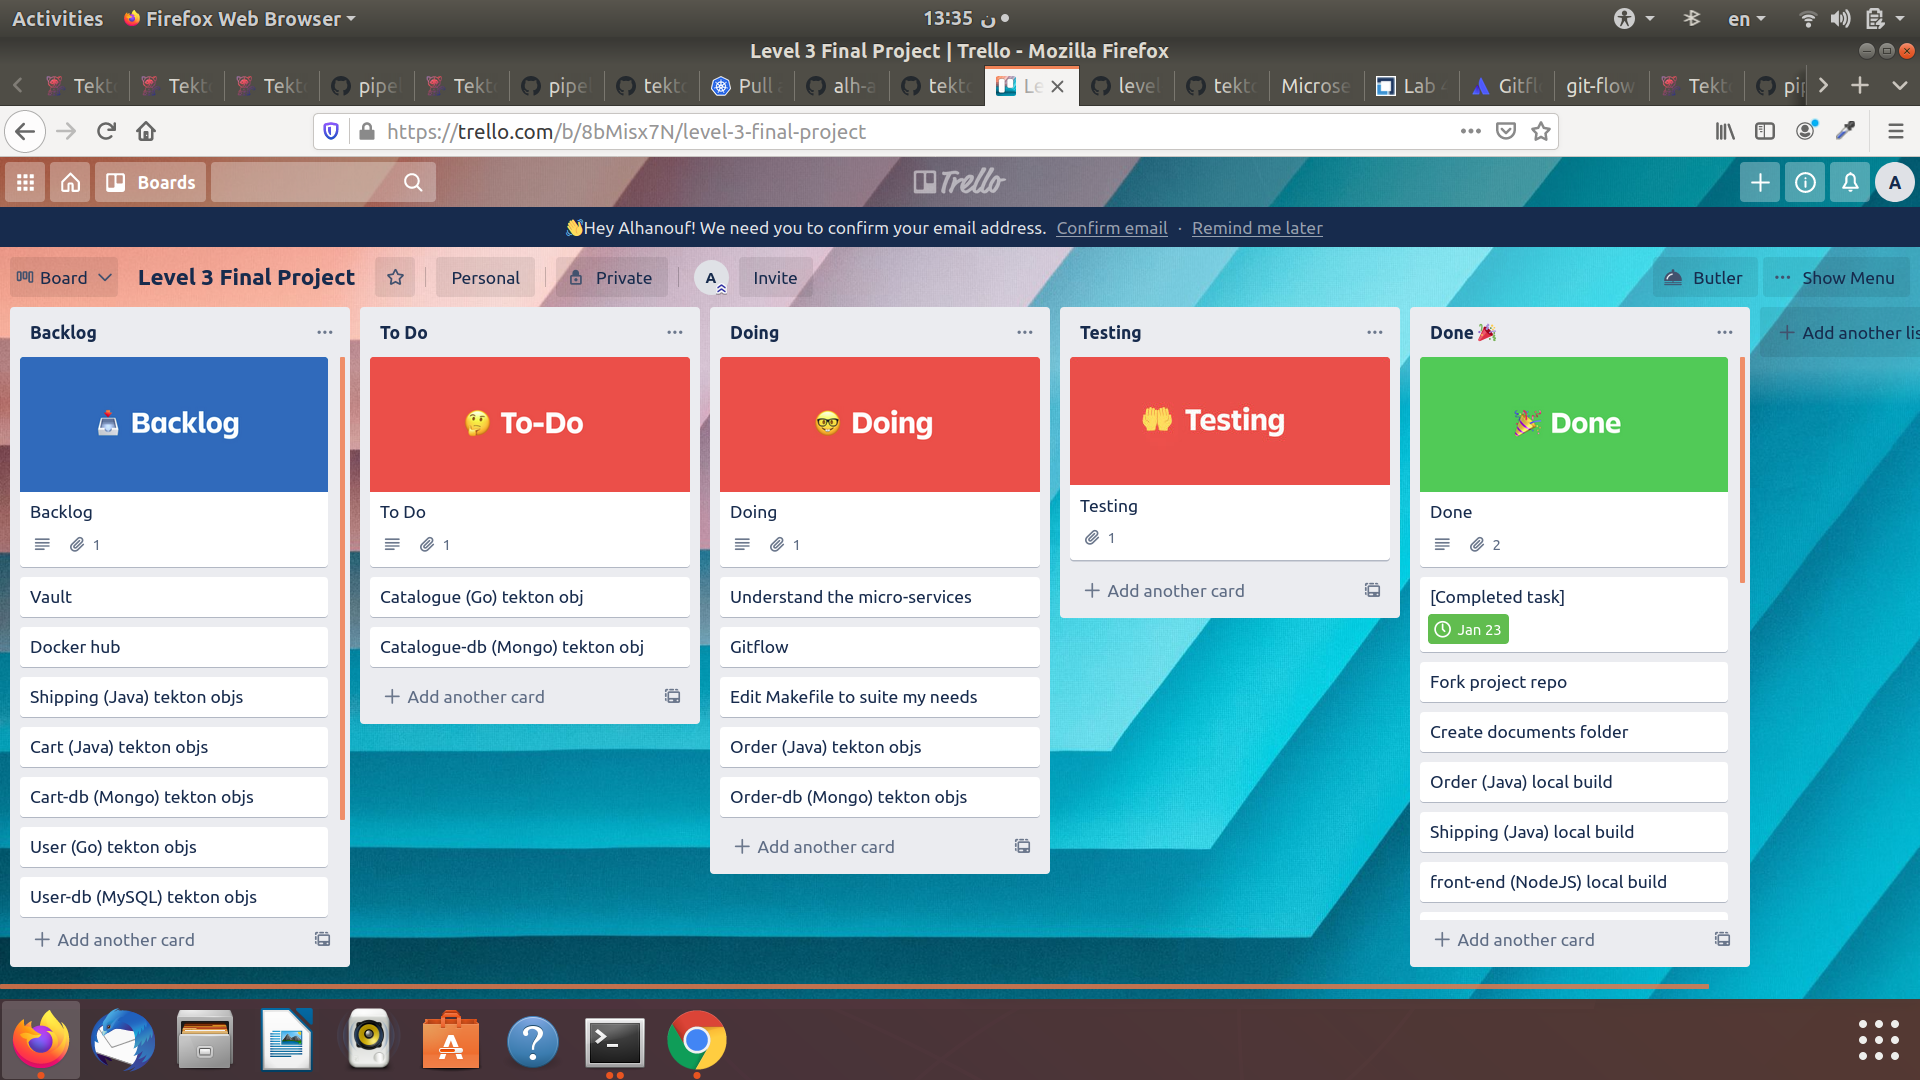 Activities
Firefox Web Browser
13:35 ن
en
Level 3 Final Project | Trello - Mozilla Firefox
Tekto
Tekto
Tekto
pipe
Tekto
pipe
tekto
Pull
alh-a
tekto
Le
level
tekto
Microso
Lab
Gitfl
git-flow
Tekto
pip
https://trello.com/b/8bMisx7N/level-3-final-project
Boards
Trello
A
👋Hey Alhanouf! We need you to confirm your email address. Confirm email · Remind me later
Board
Level 3 Final Project
Personal
Private
A
Invite
Butler
Show Menu
Backlog
Backlog
Backlog
1
Vault
Docker hub
Shipping (Java) tekton objs
Cart (Java) tekton objs
Cart-db (Mongo) tekton objs
User (Go) tekton objs
User-db (MySQL) tekton objs
Add another card
To Do
To-Do
To Do
1
Catalogue (Go) tekton obj
Catalogue-db (Mongo) tekton obj
Add another card
Doing
Doing
Doing
1
Understand the micro-services
Gitflow
Edit Makefile to suite my needs
Order (Java) tekton objs
Order-db (Mongo) tekton objs
Add another card
Testing
Testing
Testing
1
Add another card
Done 🎉
Done
Done
2
[Completed task]
Jan 23
Fork project repo
Create documents folder
Order (Java) local build
Shipping (Java) local build
front-end (NodeJS) local build
Add another card
Add another lis